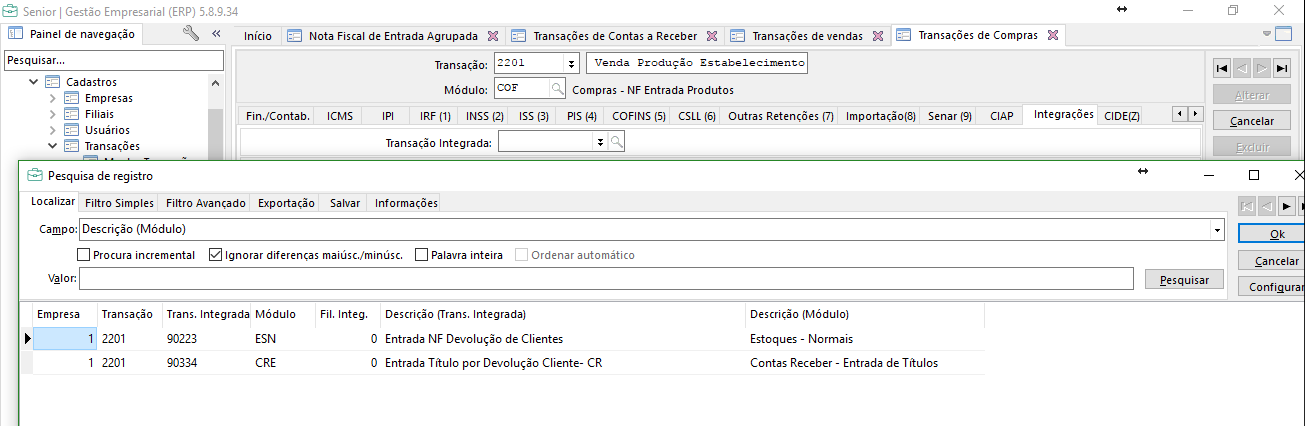 Senior | Gestão Empresarial (ERP) 5.8.9.34
Painel de navegação
Início
Nota Fiscal de Entrada Agrupada
Transações de Contas a Receber
Transações de vendas
Transações de Compras
Pesquisar...
Cadastros
Empresas
Filiais
Usuários
Transações
Transação: 2201 Venda Produção Estabelecimento
Módulo: COF Compras - NF Entrada Produtos
Alterar
Cancelar
Excluir
Fin./Contab. ICMS IPI IRF (1) INSS (2) ISS (3) PIS (4) COFINS (5) CSLL (6) Outras Retenções (7) Importação(8) Senar (9) CIAP Integrações CIDE(Z)
Transação Integrada:
Pesquisa de registro
Localizar Filtro Simples Filtro Avançado Exportação Salvar Informações
Campo: Descrição (Módulo)
Procura incremental Ignorar diferenças maiúsc./minúsc. Palavra inteira Ordenar automático
Valor:
Pesquisar
Ok
Cancelar
Configurar
Empresa Transação Trans. Integrada Módulo Fil. Integ. Descrição (Trans. Integrada) Descrição (Módulo)
1 2201 90223 ESN 0 Entrada NF Devolução de Clientes Estoques - Normais
1 2201 90334 CRE 0 Entrada Título por Devolução Cliente- CR Contas Receber - Entrada de Títulos